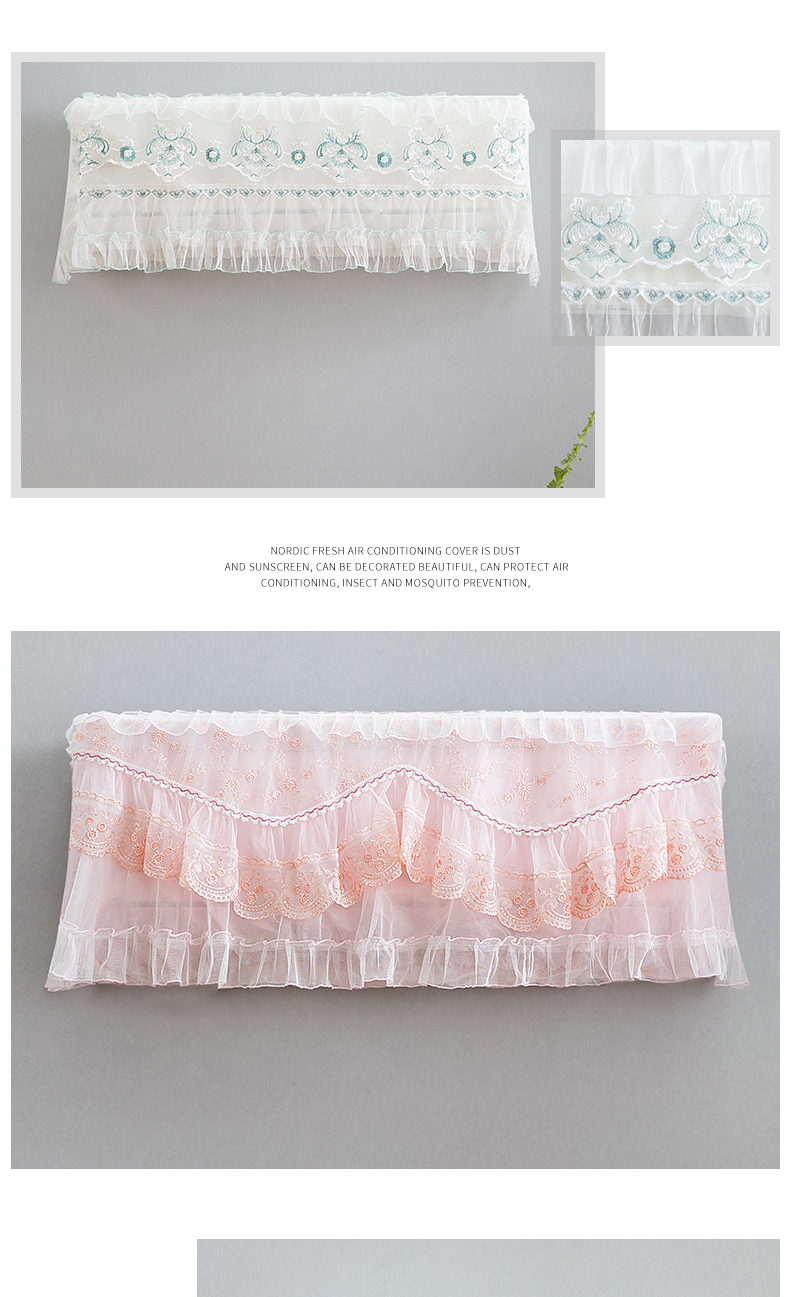 NORDIC FRESH AIR CONDITIONING COVER IS DUST
AND SUNSCREEN, CAN BE DECORATED BEAUTIFUL, CAN PROTECT AIR
CONDITIONING, INSECT AND MOSQUITO PREVENTION,